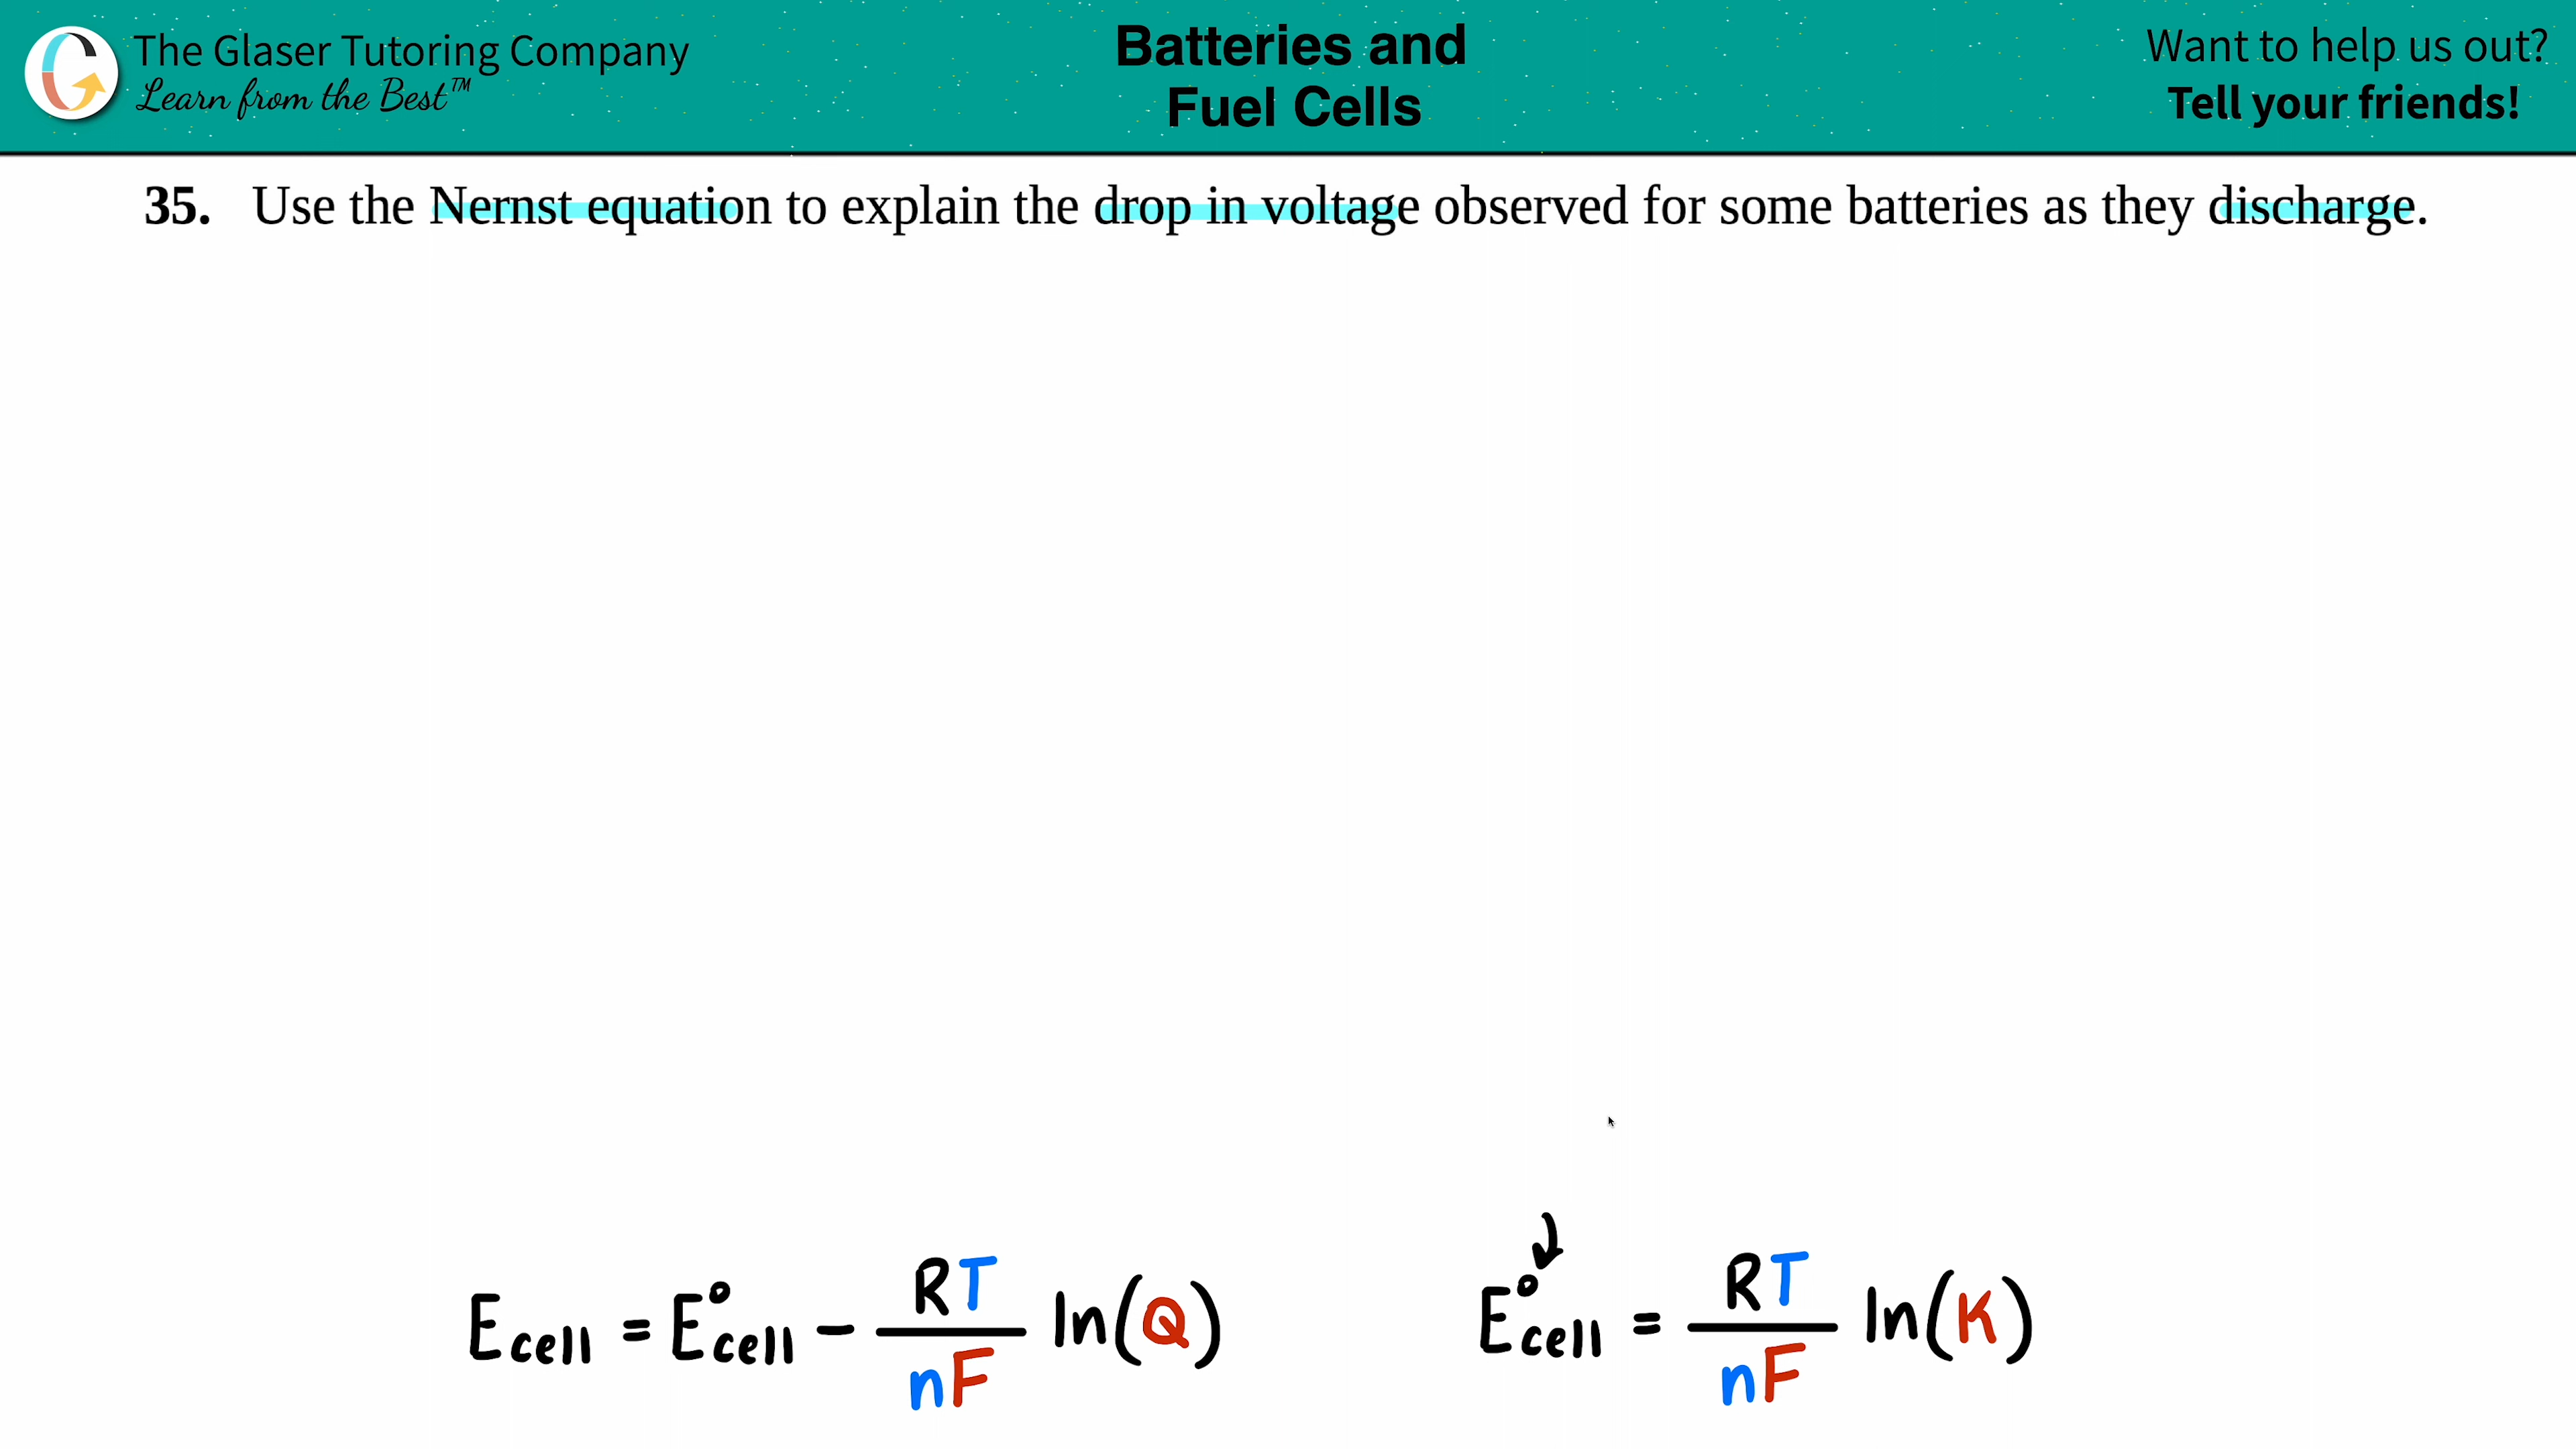 The Glaser Tutoring Company
Learn from the Best™
Batteries and
Fuel Cells
Want to help us out?
Tell your friends!
35. Use the Nernst equation to explain the drop in voltage observed for some batteries as they discharge.
E cell = E° cell − RT/nF ln(Q)
E° cell = RT/nF ln(K)